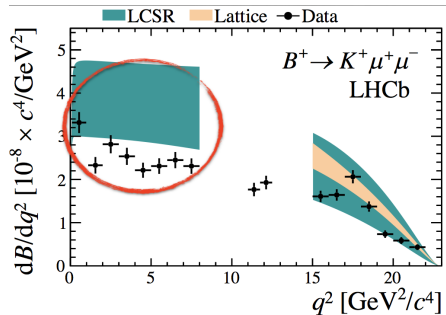 LCSR Lattice Data
B⁺ → K⁺ μ⁺ μ⁻
LHCb
dB/dq² [10⁻⁸ × c⁴/GeV²]
5
4
3
2
1
0
0 5 10 15 20
q² [GeV²/c⁴]